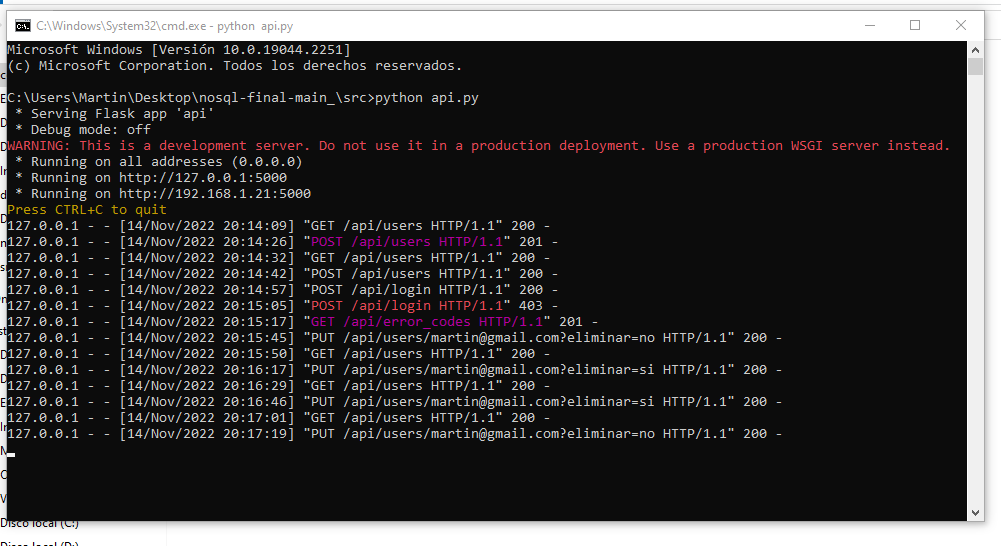 C:\Windows\System32\cmd.exe - python api.py
Microsoft Windows [Versión 10.0.19044.2251]
(c) Microsoft Corporation. Todos los derechos reservados.
C:\Users\Martin\Desktop\nosql-final-main_\src>python api.py
 * Serving Flask app 'api'
 * Debug mode: off
WARNING: This is a development server. Do not use it in a production deployment. Use a production WSGI server instead.
 * Running on all addresses (0.0.0.0)
 * Running on http://127.0.0.1:5000
 * Running on http://192.168.1.21:5000
Press CTRL+C to quit
127.0.0.1 - - [14/Nov/2022 20:14:09] "GET /api/users HTTP/1.1" 200 -
127.0.0.1 - - [14/Nov/2022 20:14:26] "POST /api/users HTTP/1.1" 201 -
127.0.0.1 - - [14/Nov/2022 20:14:32] "GET /api/users HTTP/1.1" 200 -
127.0.0.1 - - [14/Nov/2022 20:14:42] "POST /api/users HTTP/1.1" 200 -
127.0.0.1 - - [14/Nov/2022 20:14:57] "POST /api/login HTTP/1.1" 200 -
127.0.0.1 - - [14/Nov/2022 20:15:05] "POST /api/login HTTP/1.1" 403 -
127.0.0.1 - - [14/Nov/2022 20:15:17] "GET /api/error_codes HTTP/1.1" 201 -
127.0.0.1 - - [14/Nov/2022 20:15:45] "PUT /api/users/martin@gmail.com?eliminar=no HTTP/1.1" 200 -
127.0.0.1 - - [14/Nov/2022 20:15:50] "GET /api/users HTTP/1.1" 200 -
127.0.0.1 - - [14/Nov/2022 20:16:17] "PUT /api/users/martin@gmail.com?eliminar=si HTTP/1.1" 200 -
127.0.0.1 - - [14/Nov/2022 20:16:29] "GET /api/users HTTP/1.1" 200 -
127.0.0.1 - - [14/Nov/2022 20:16:46] "PUT /api/users/martin@gmail.com?eliminar=si HTTP/1.1" 200 -
127.0.0.1 - - [14/Nov/2022 20:17:01] "GET /api/users HTTP/1.1" 200 -
127.0.0.1 - - [14/Nov/2022 20:17:19] "PUT /api/users/martin@gmail.com?eliminar=no HTTP/1.1" 200 -
Disco local (C:)
Disco local (D:)